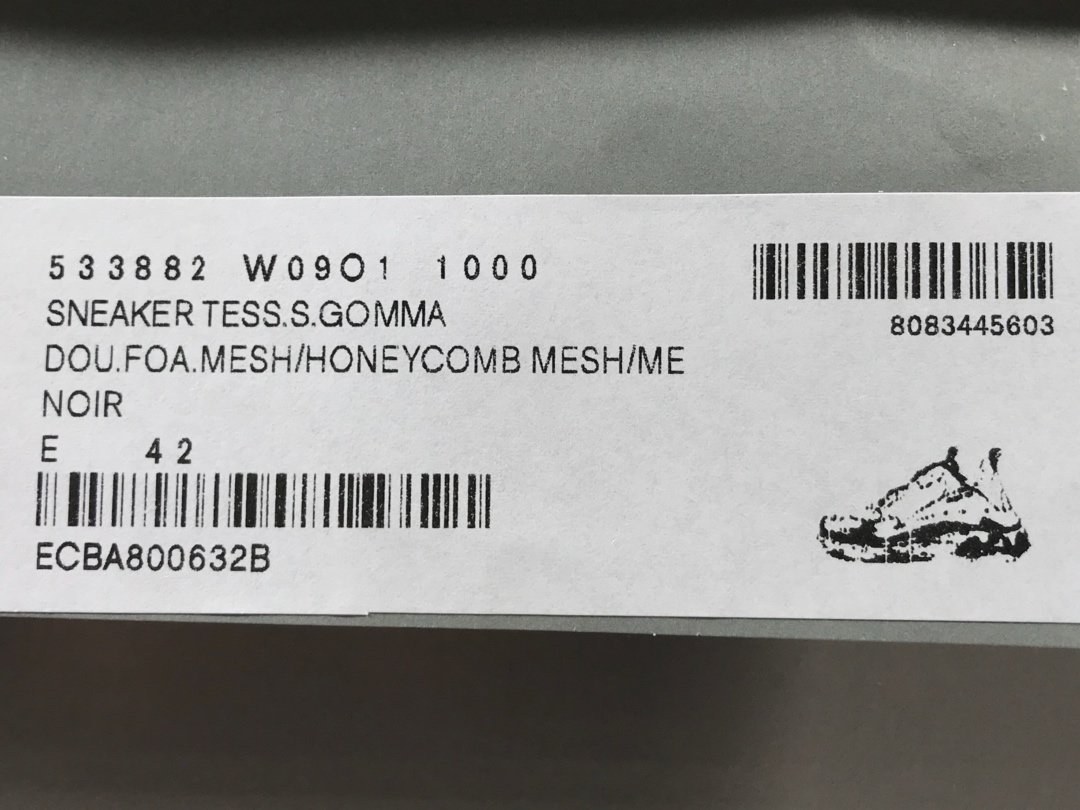 533882 W09O1 1000
SNEAKER TESS.S.GOMMA
DOU.FOA.MESH/HONEYCOMB MESH/ME
NOIR
E 42
ECBA800632B
8083445603